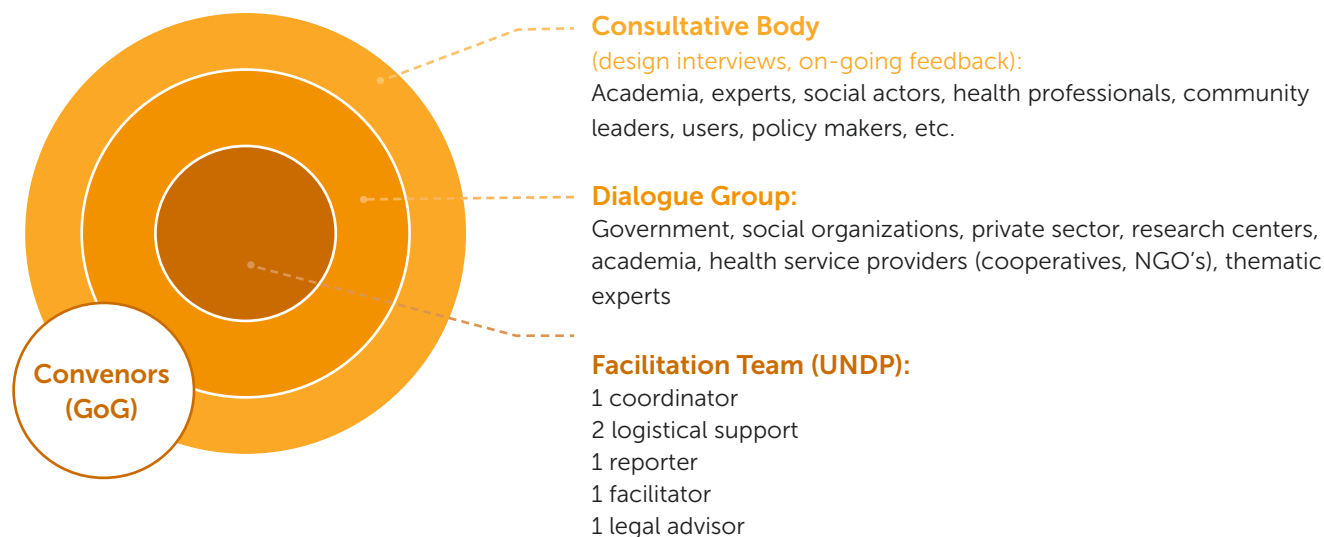 Consultative Body
(design interviews, on-going feedback):
Academia, experts, social actors, health professionals, community
leaders, users, policy makers, etc.
Dialogue Group:
Government, social organizations, private sector, research centers,
academia, health service providers (cooperatives, NGO’s), thematic
experts
Convenors
(GoG)
Facilitation Team (UNDP):
1 coordinator
2 logistical support
1 reporter
1 facilitator
1 legal advisor